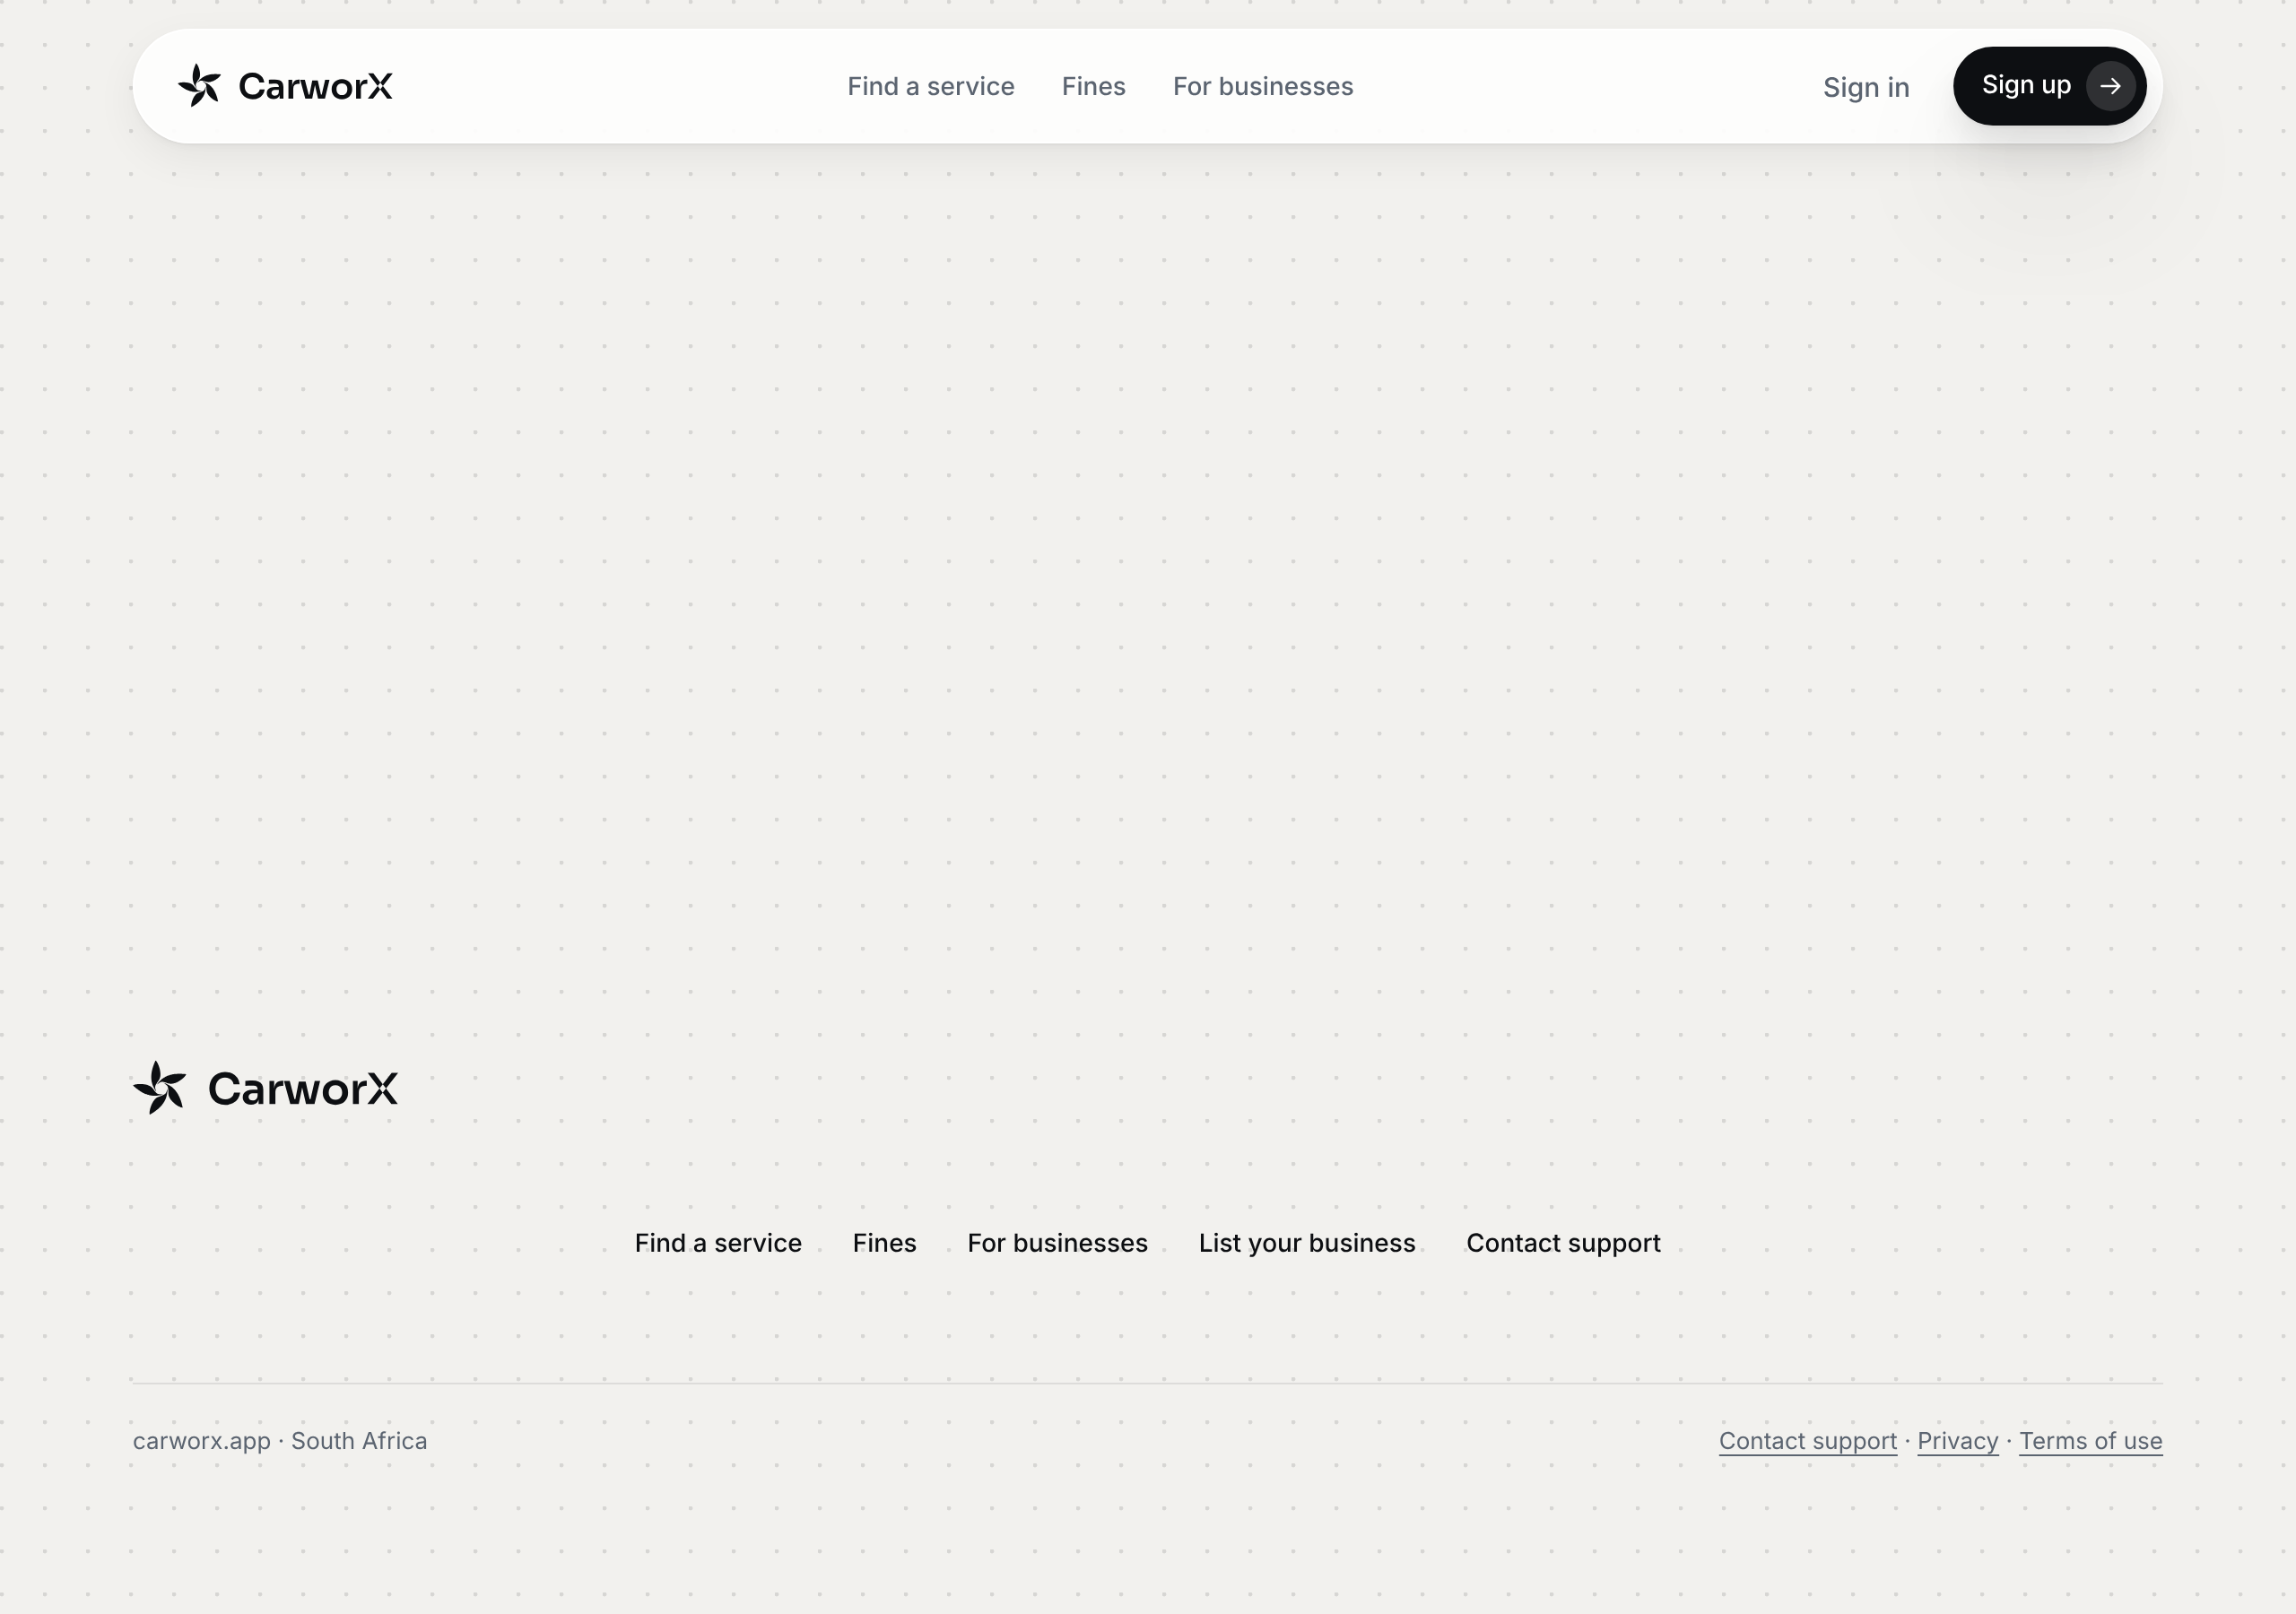 CarworX
Find a service
Fines
For businesses
Sign in
Sign up
CarworX
Find a service
Fines
For businesses
List your business
Contact support
carworx.app · South Africa
Contact support · Privacy · Terms of use